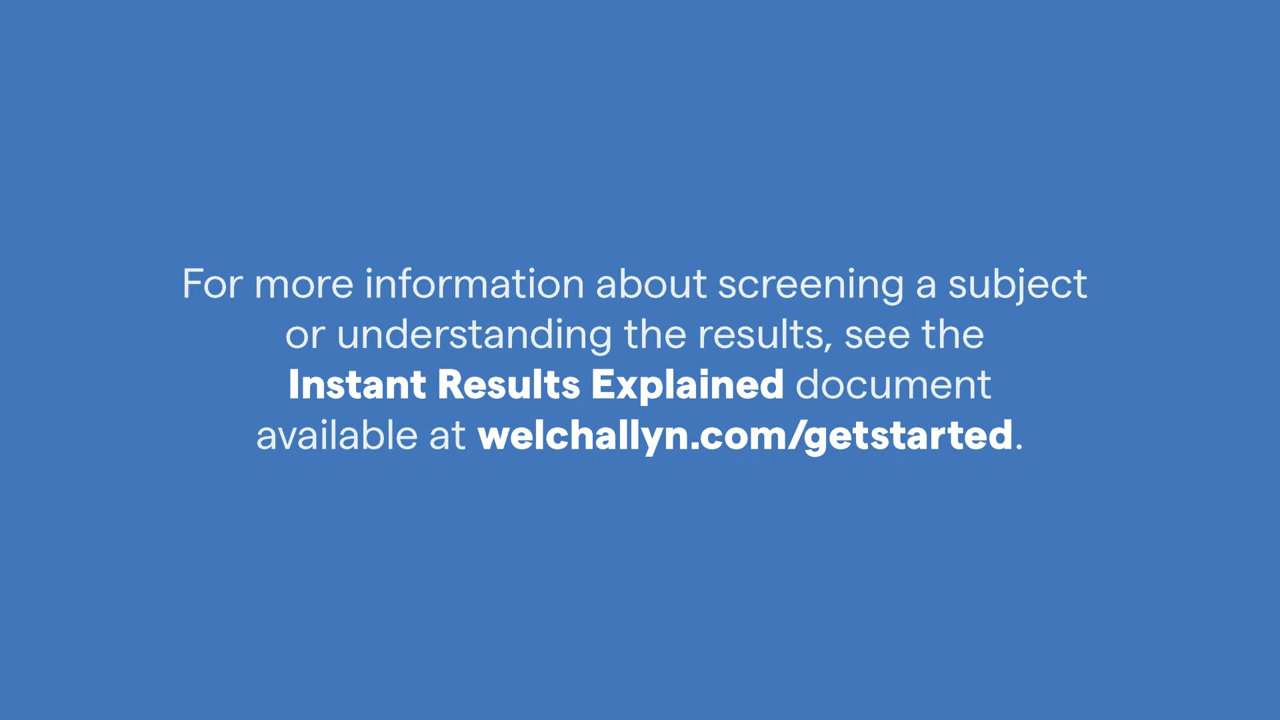 For more information about screening a subject
or understanding the results, see the
Instant Results Explained document
available at welchallyn.com/getstarted.